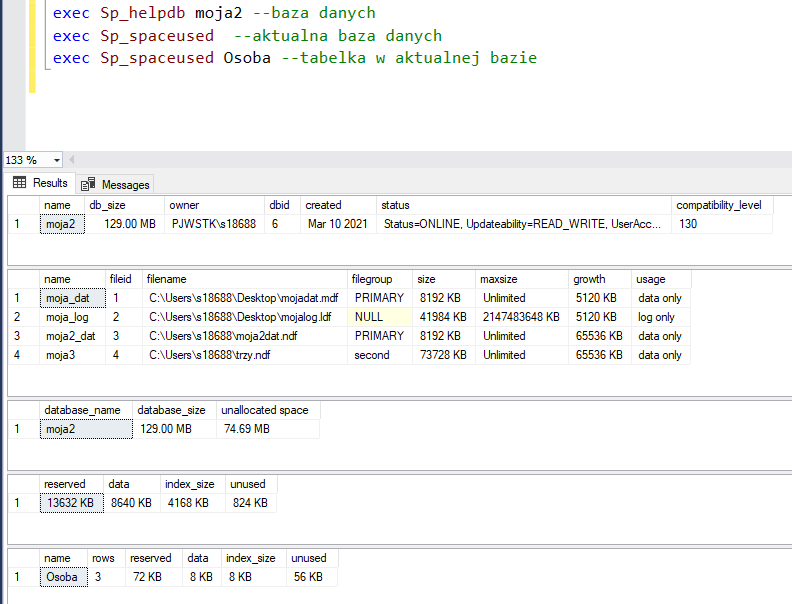 exec Sp_helpdb moja2 --baza danych
exec Sp_spaceused  --aktualna baza danych
exec Sp_spaceused Osoba --tabelka w aktualnej bazie
133 %
Results Messages
name db_size owner dbid created status compatibility_level
1 moja2 129.00 MB PJWSTK\s18688 6 Mar 10 2021 Status=ONLINE, Updateability=READ_WRITE, UserAcc... 130
name fileid filename filegroup size maxsize growth usage
1 moja_dat 1 C:\Users\s18688\Desktop\mojadat.mdf PRIMARY 8192 KB Unlimited 5120 KB data only
2 moja_log 2 C:\Users\s18688\Desktop\mojalog.ldf NULL 41984 KB 2147483648 KB 5120 KB log only
3 moja2_dat 3 C:\Users\s18688\moja2dat.ndf PRIMARY 8192 KB Unlimited 65536 KB data only
4 moja3 4 C:\Users\s18688\trzy.ndf second 73728 KB Unlimited 65536 KB data only
database_name database_size unallocated space
1 moja2 129.00 MB 74.69 MB
reserved data index_size unused
1 13632 KB 8640 KB 4168 KB 824 KB
name rows reserved data index_size unused
1 Osoba 3 72 KB 8 KB 8 KB 56 KB